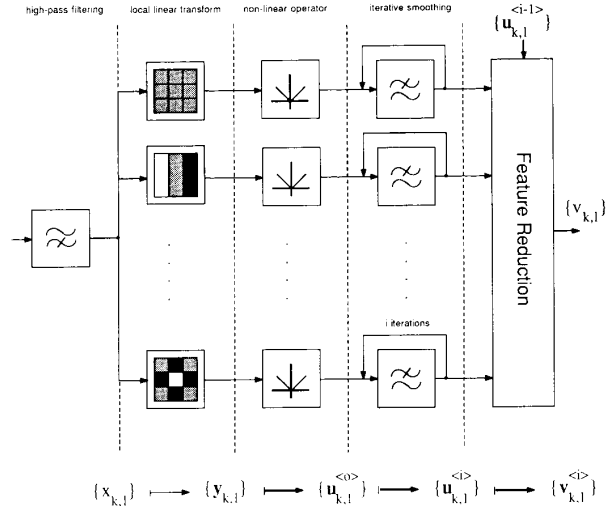 high-pass filtering
local linear transform
non-linear operator
iterative smoothing
{u_{k,l}^{<i-1>}}
Feature Reduction
{v_{k,l}}
i iterations
{x_{k,l}} ⟼ {y_{k,l}} ⟼ {u_{k,l}^{<o>}} ⟼ {u_{k,l}^{<i>}} ⟼ {v_{k,l}^{<i>}}